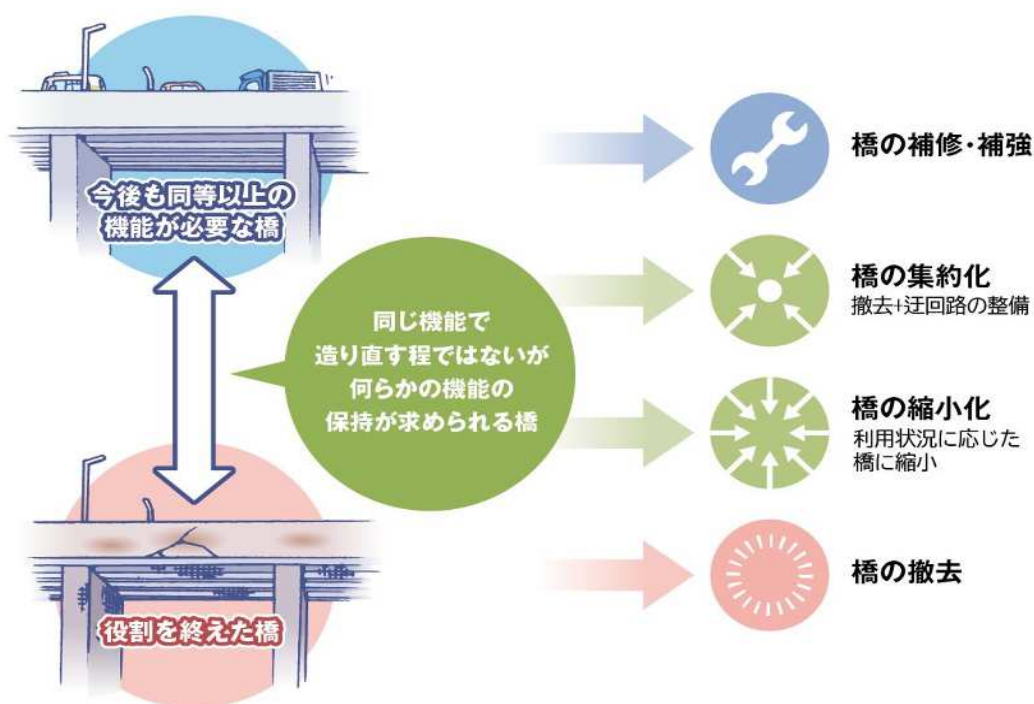 今後も同等以上の
機能が必要な橋
同じ機能で
造り直す程ではないが
何らかの機能の
保持が求められる橋
役割を終えた橋
橋の補修・補強
橋の集約化
撤去+迂回路の整備
橋の縮小化
利用状況に応じた
橋に縮小
橋の撤去